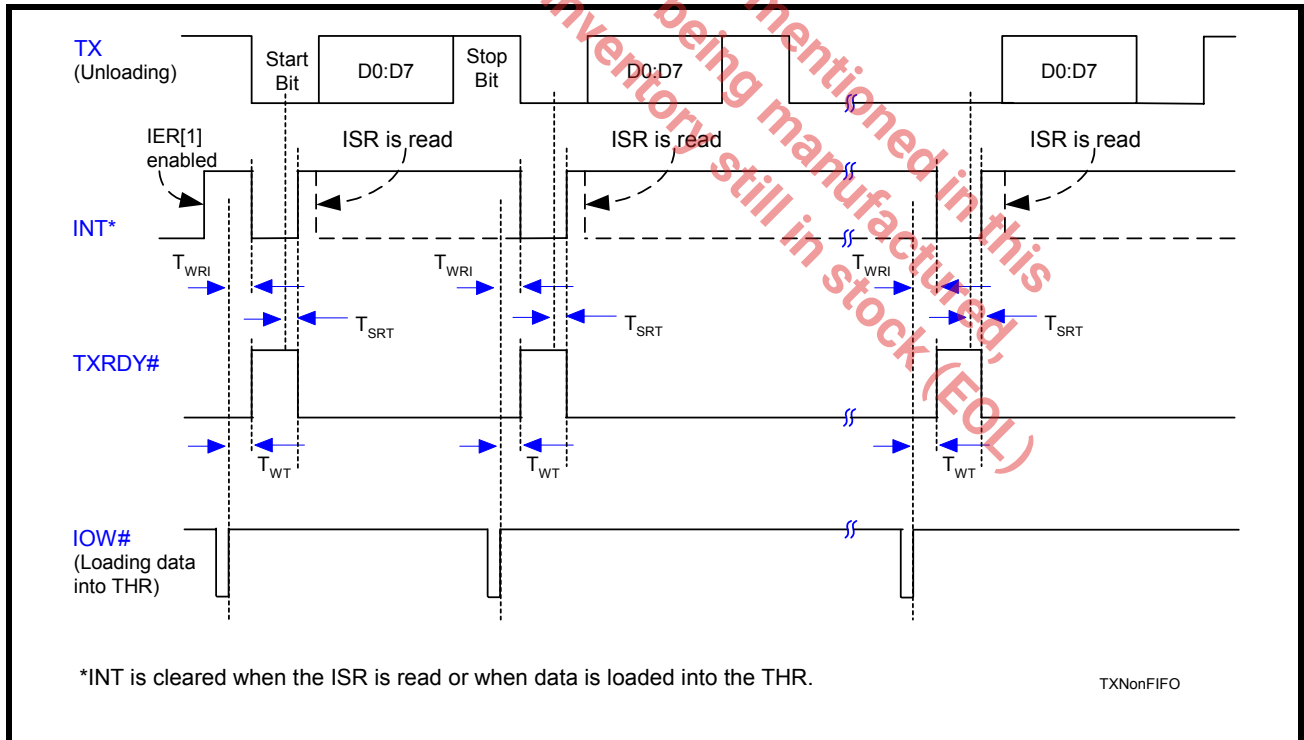 TX
(Unloading)
Start
Bit
D0:D7
Stop
Bit
D0:D7
D0:D7
IER[1]
enabled
ISR is read
ISR is read
ISR is read
INT*
TWRI
TWRI
TWRI
TSRT
TSRT
TSRT
TXRDY#
TWT
TWT
TWT
IOW#
(Loading data
into THR)
*INT is cleared when the ISR is read or when data is loaded into the THR.
TXNonFIFO
mentioned in this
being manufactured,
inventory still in stock (EOL)